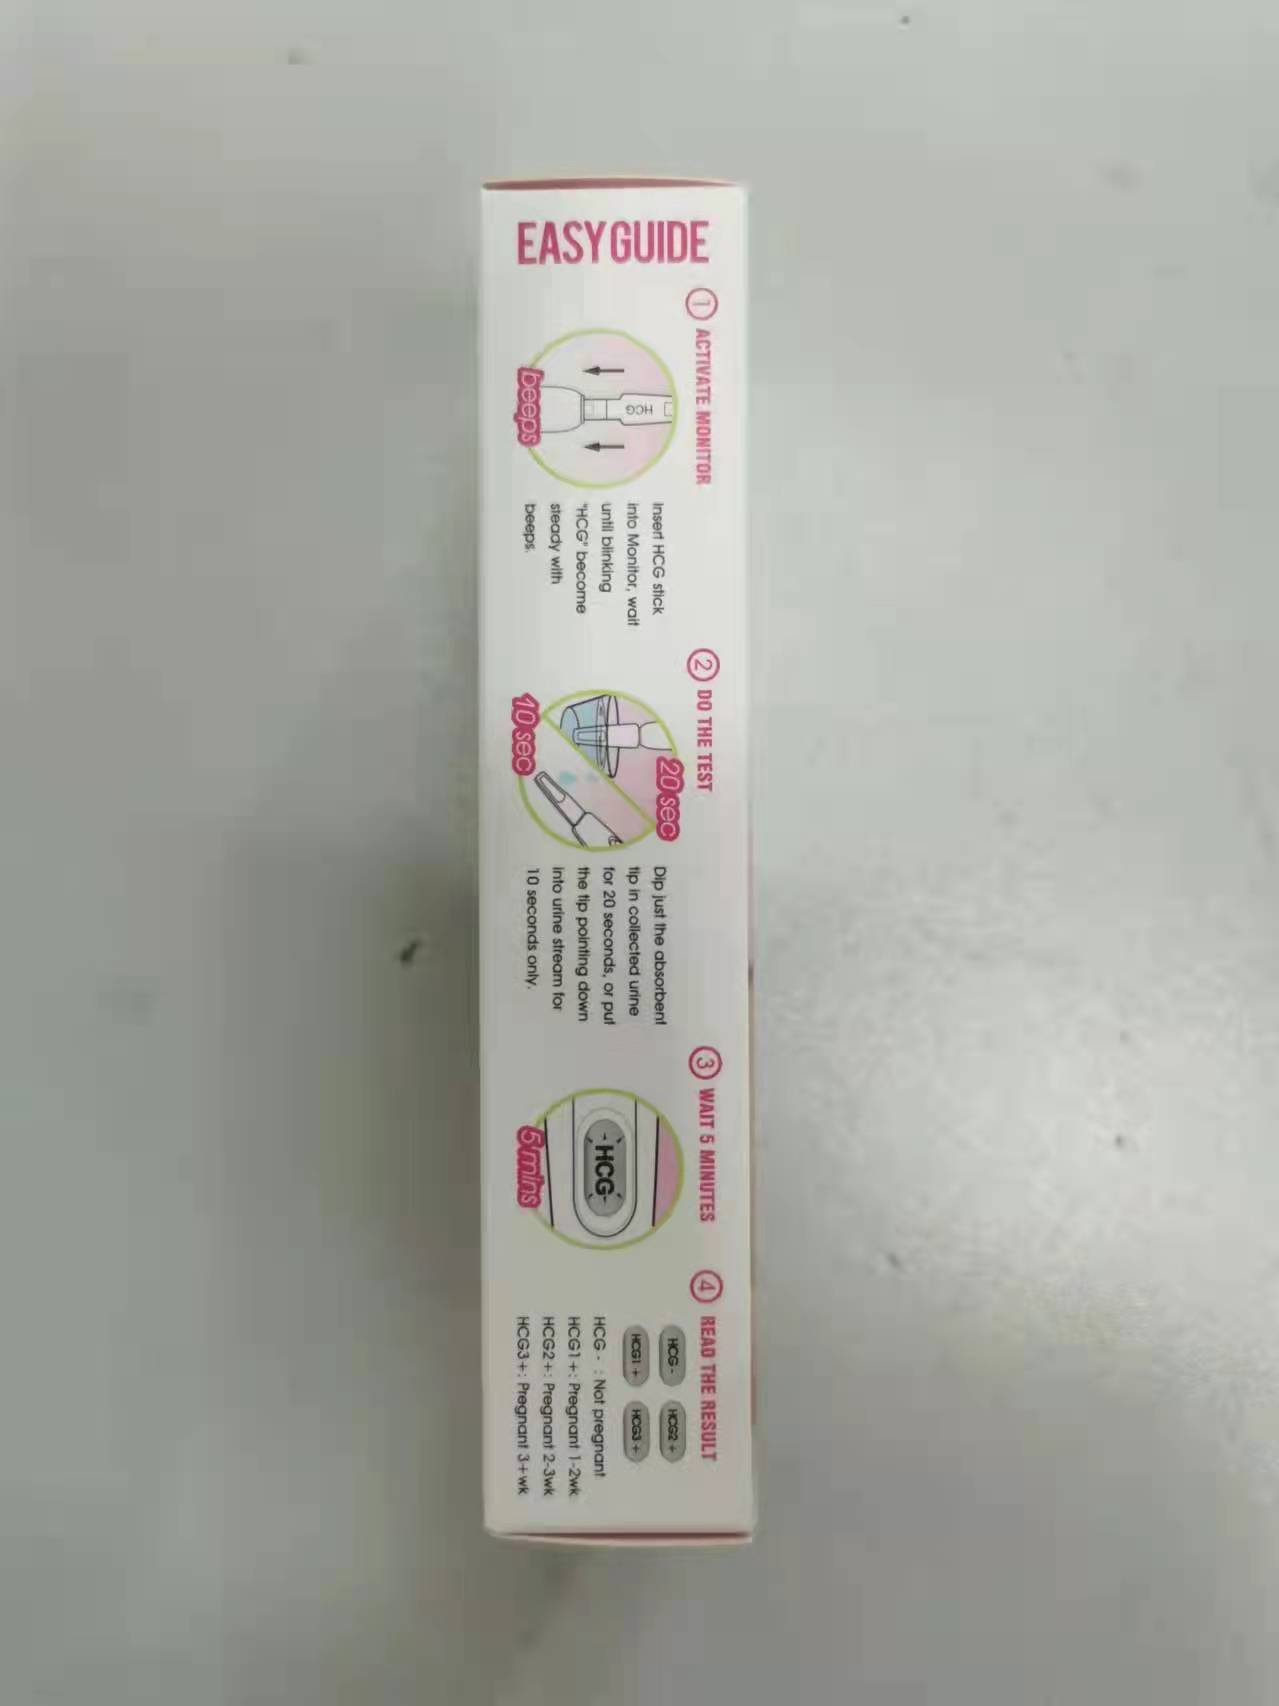 EASY GUIDE
1 ACTIVATE MONITOR
HCG
beeps
Insert HCG stick
into Monitor, wait
until blinking
"HCG" become
steady with
beeps.
2 DO THE TEST
20 sec
10 sec
Dip just the absorbent
tip in collected urine
for 20 seconds, or put
the tip pointing down
into urine stream for
10 seconds only.
3 WAIT 5 MINUTES
HCG
5 mins
4 READ THE RESULT
HCG - HCG2 +
HCG1 + HCG3 +
HCG - : Not pregnant
HCG1+: Pregnant 1-2wk
HCG2+: Pregnant 2-3wk
HCG3+: Pregnant 3+wk